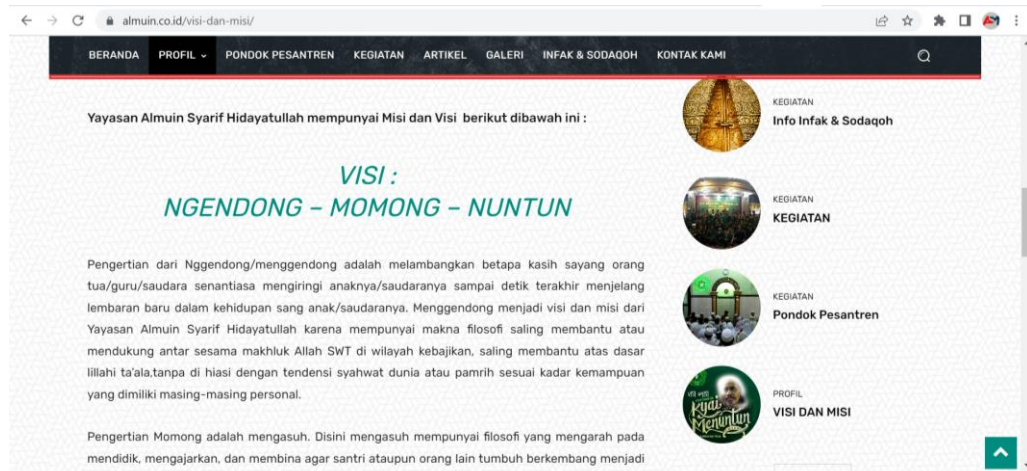 almuin.co.id/visi-dan-misi/
BERANDA PROFIL PONDOK PESANTREN KEGIATAN ARTIKEL GALERI INFAK & SODAQOH KONTAK KAMI
Yayasan Almuin Syarif Hidayatullah mempunyai Misi dan Visi berikut dibawah ini :
VISI :
NGENDONG – MOMONG – NUNTUN
Pengertian dari Nggendong/menggendong adalah melambangkan betapa kasih sayang orang
tua/guru/saudara senantiasa mengiringi anaknya/saudaranya sampai detik terakhir menjelang
lembaran baru dalam kehidupan sang anak/saudaranya. Menggendong menjadi visi dan misi dari
Yayasan Almuin Syarif Hidayatullah karena mempunyai makna filosofi saling membantu atau
mendukung antar sesama makhluk Allah SWT di wilayah kebajikan, saling membantu atas dasar
lillahi ta'ala,tanpa di hiasi dengan tendensi syahwat dunia atau pamrih sesuai kadar kemampuan
yang dimiliki masing-masing personal.
Pengertian Momong adalah mengasuh. Disini mengasuh mempunyai filosofi yang mengarah pada
mendidik, mengajarkan, dan membina agar santri ataupun orang lain tumbuh berkembang menjadi
KEGIATAN
Info Infak & Sodaqoh
KEGIATAN
KEGIATAN
KEGIATAN
Pondok Pesantren
Kyai
Menuntun
PROFIL
VISI DAN MISI